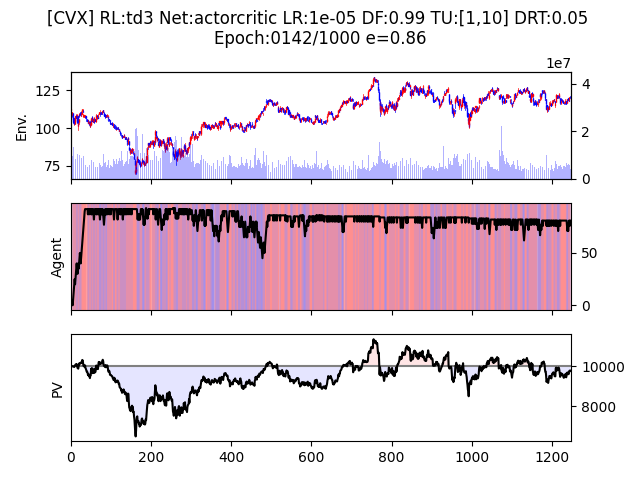 [CVX] RL:td3 Net:actorcritic LR:1e-05 DF:0.99 TU:[1,10] DRT:0.05
Epoch:0142/1000 e=0.86
1e7
Env.
125
100
75
4
2
0
Agent
50
0
PV
10000
8000
0 200 400 600 800 1000 1200